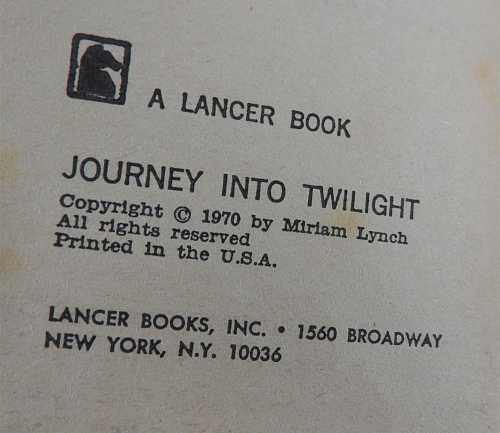 A LANCER BOOK
JOURNEY INTO TWILIGHT
Copyright © 1970 by Miriam Lynch
All rights reserved
Printed in the U.S.A.
LANCER BOOKS, INC. • 1560 BROADWAY
NEW YORK, N.Y. 10036